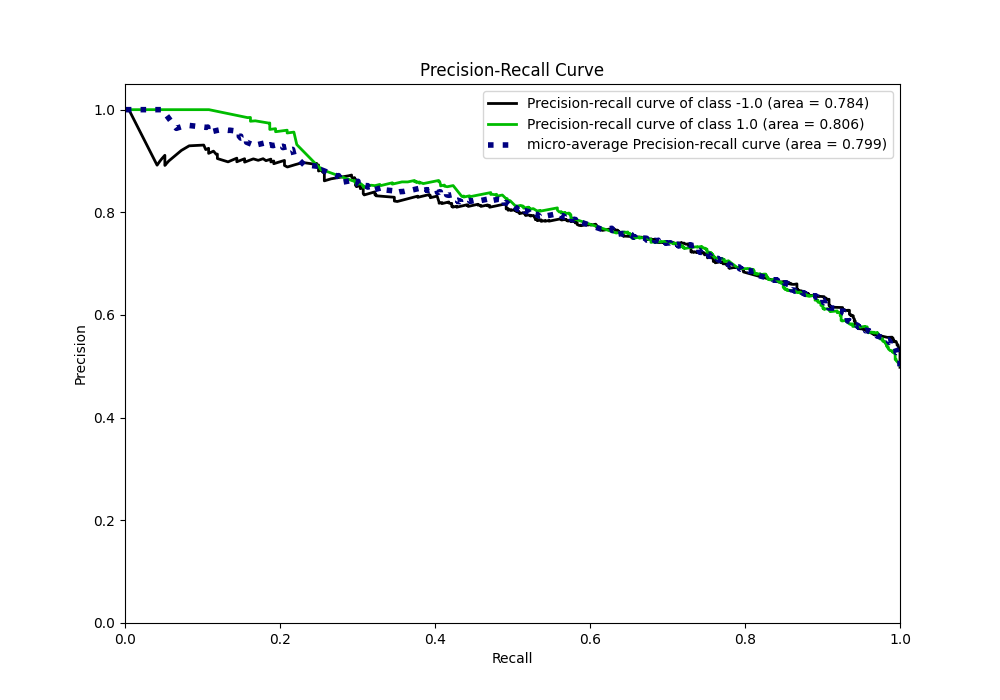 Precision-Recall Curve
Precision-recall curve of class -1.0 (area = 0.784)
Precision-recall curve of class 1.0 (area = 0.806)
micro-average Precision-recall curve (area = 0.799)
1.0
0.8
0.6
0.4
0.2
0.0
Precision
0.0 0.2 0.4 0.6 0.8 1.0
Recall